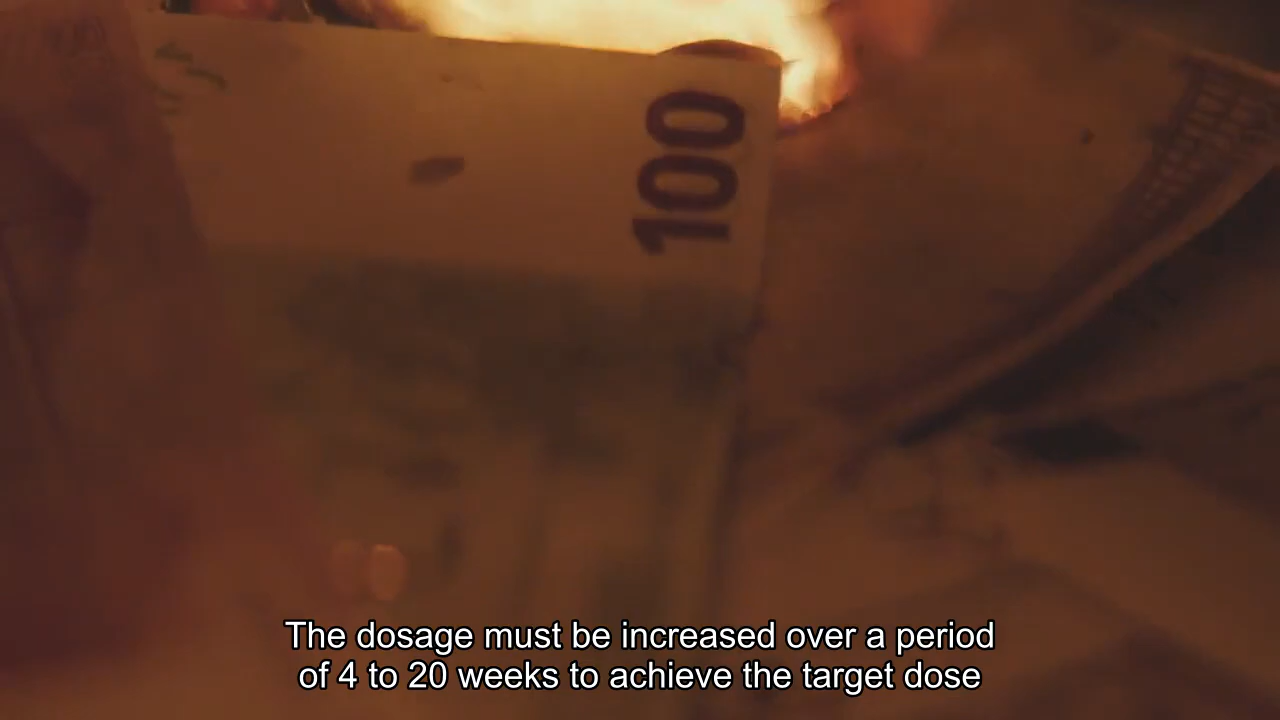 100
The dosage must be increased over a period
of 4 to 20 weeks to achieve the target dose